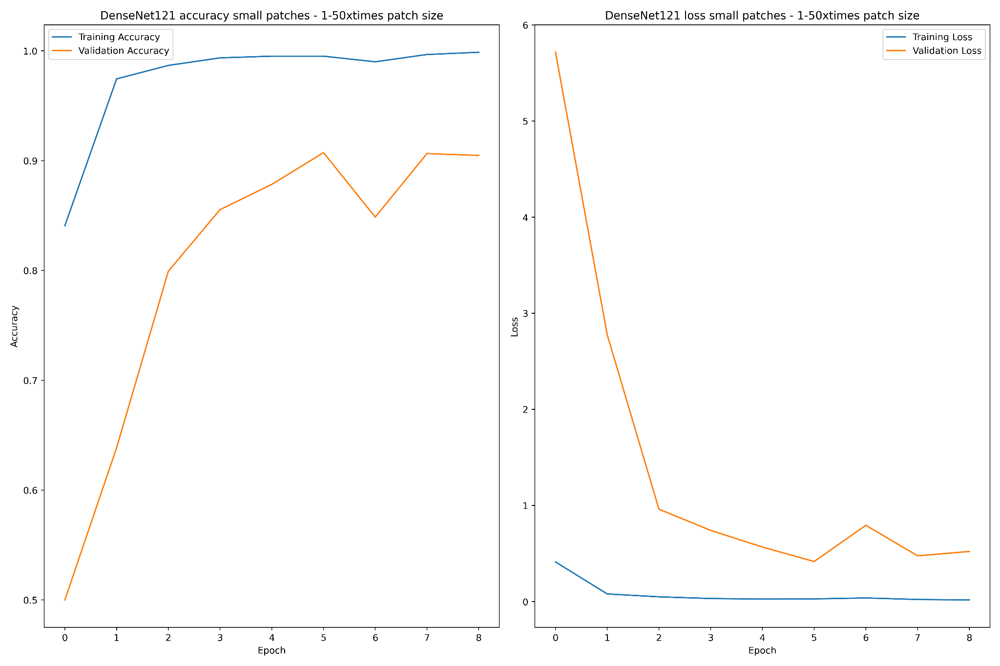 DenseNet121 accuracy small patches - 1-50xtimes patch size
Training Accuracy
Validation Accuracy
1.0
0.9
0.8
0.7
0.6
0.5
Accuracy
0 1 2 3 4 5 6 7 8
Epoch
DenseNet121 loss small patches - 1-50xtimes patch size
Training Loss
Validation Loss
6
5
4
3
2
1
0
Loss
0 1 2 3 4 5 6 7 8
Epoch